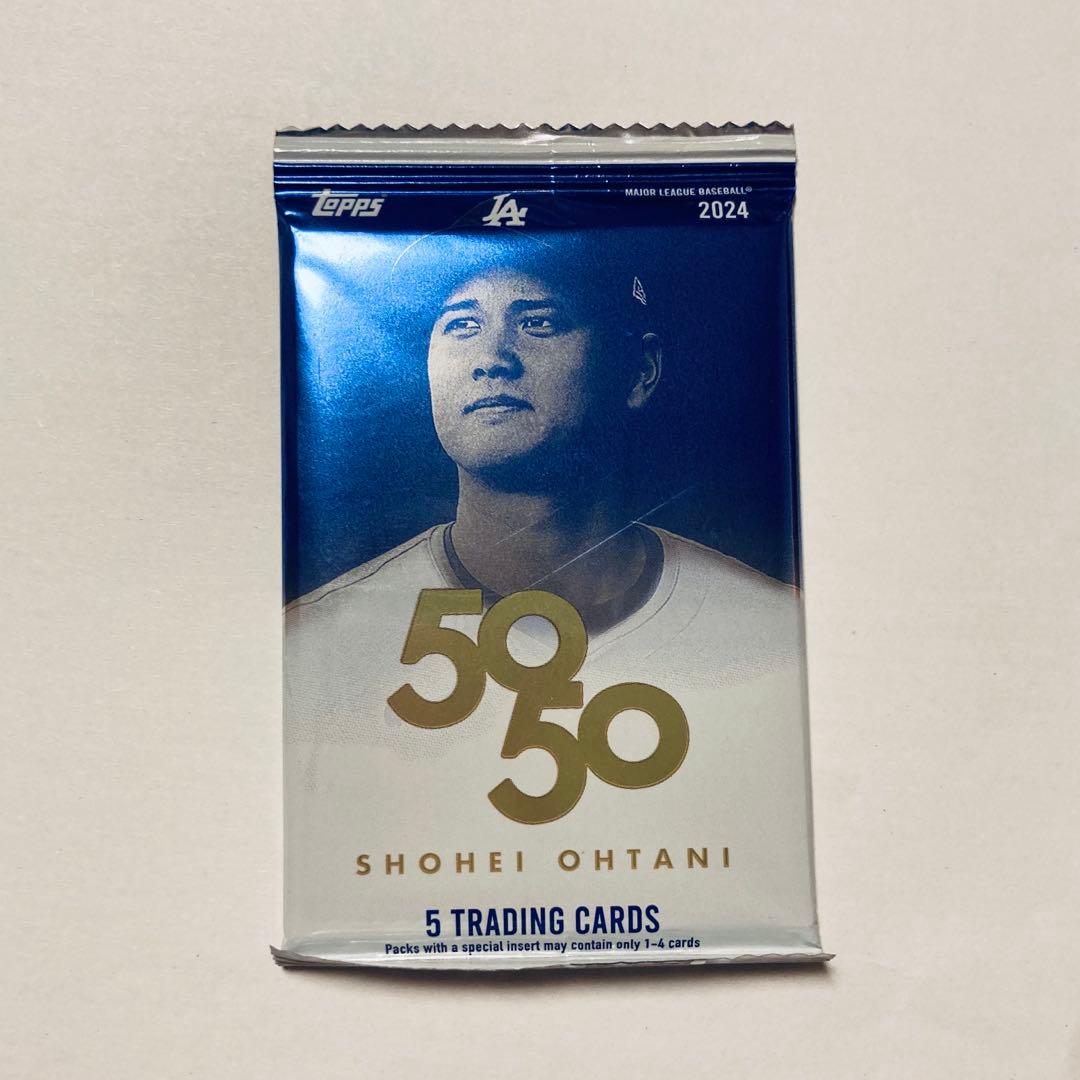 Topps
LA
MAJOR LEAGUE BASEBALL®
2024
50
50
SHOHEI OHTANI
5 TRADING CARDS
Packs with a special insert may contain only 1-4 cards